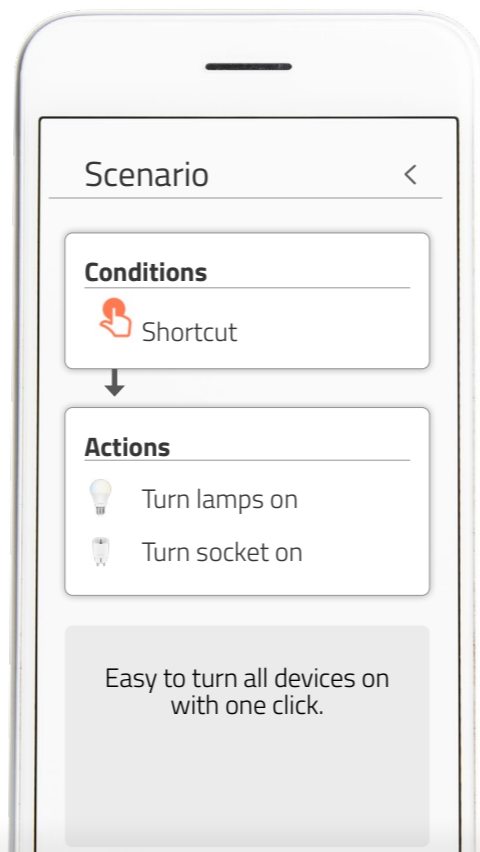 Scenario
Conditions
Shortcut
Actions
Turn lamps on
Turn socket on
Easy to turn all devices on
with one click.